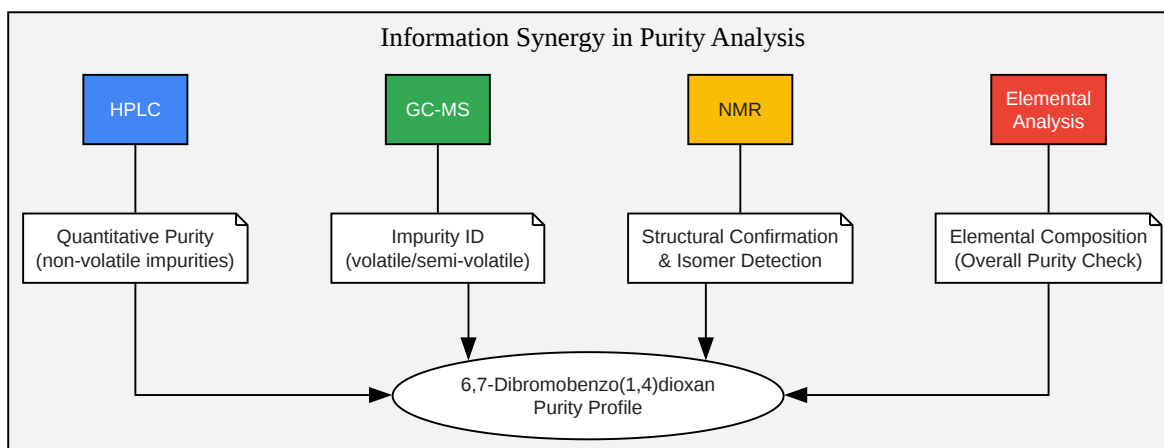 Information Synergy in Purity Analysis
HPLC
GC-MS
NMR
Elemental
Analysis
Quantitative Purity
(non-volatile impurities)
Impurity ID
(volatile/semi-volatile)
Structural Confirmation
& Isomer Detection
Elemental Composition
(Overall Purity Check)
6,7-Dibromobenzo(1,4)dioxan
Purity Profile